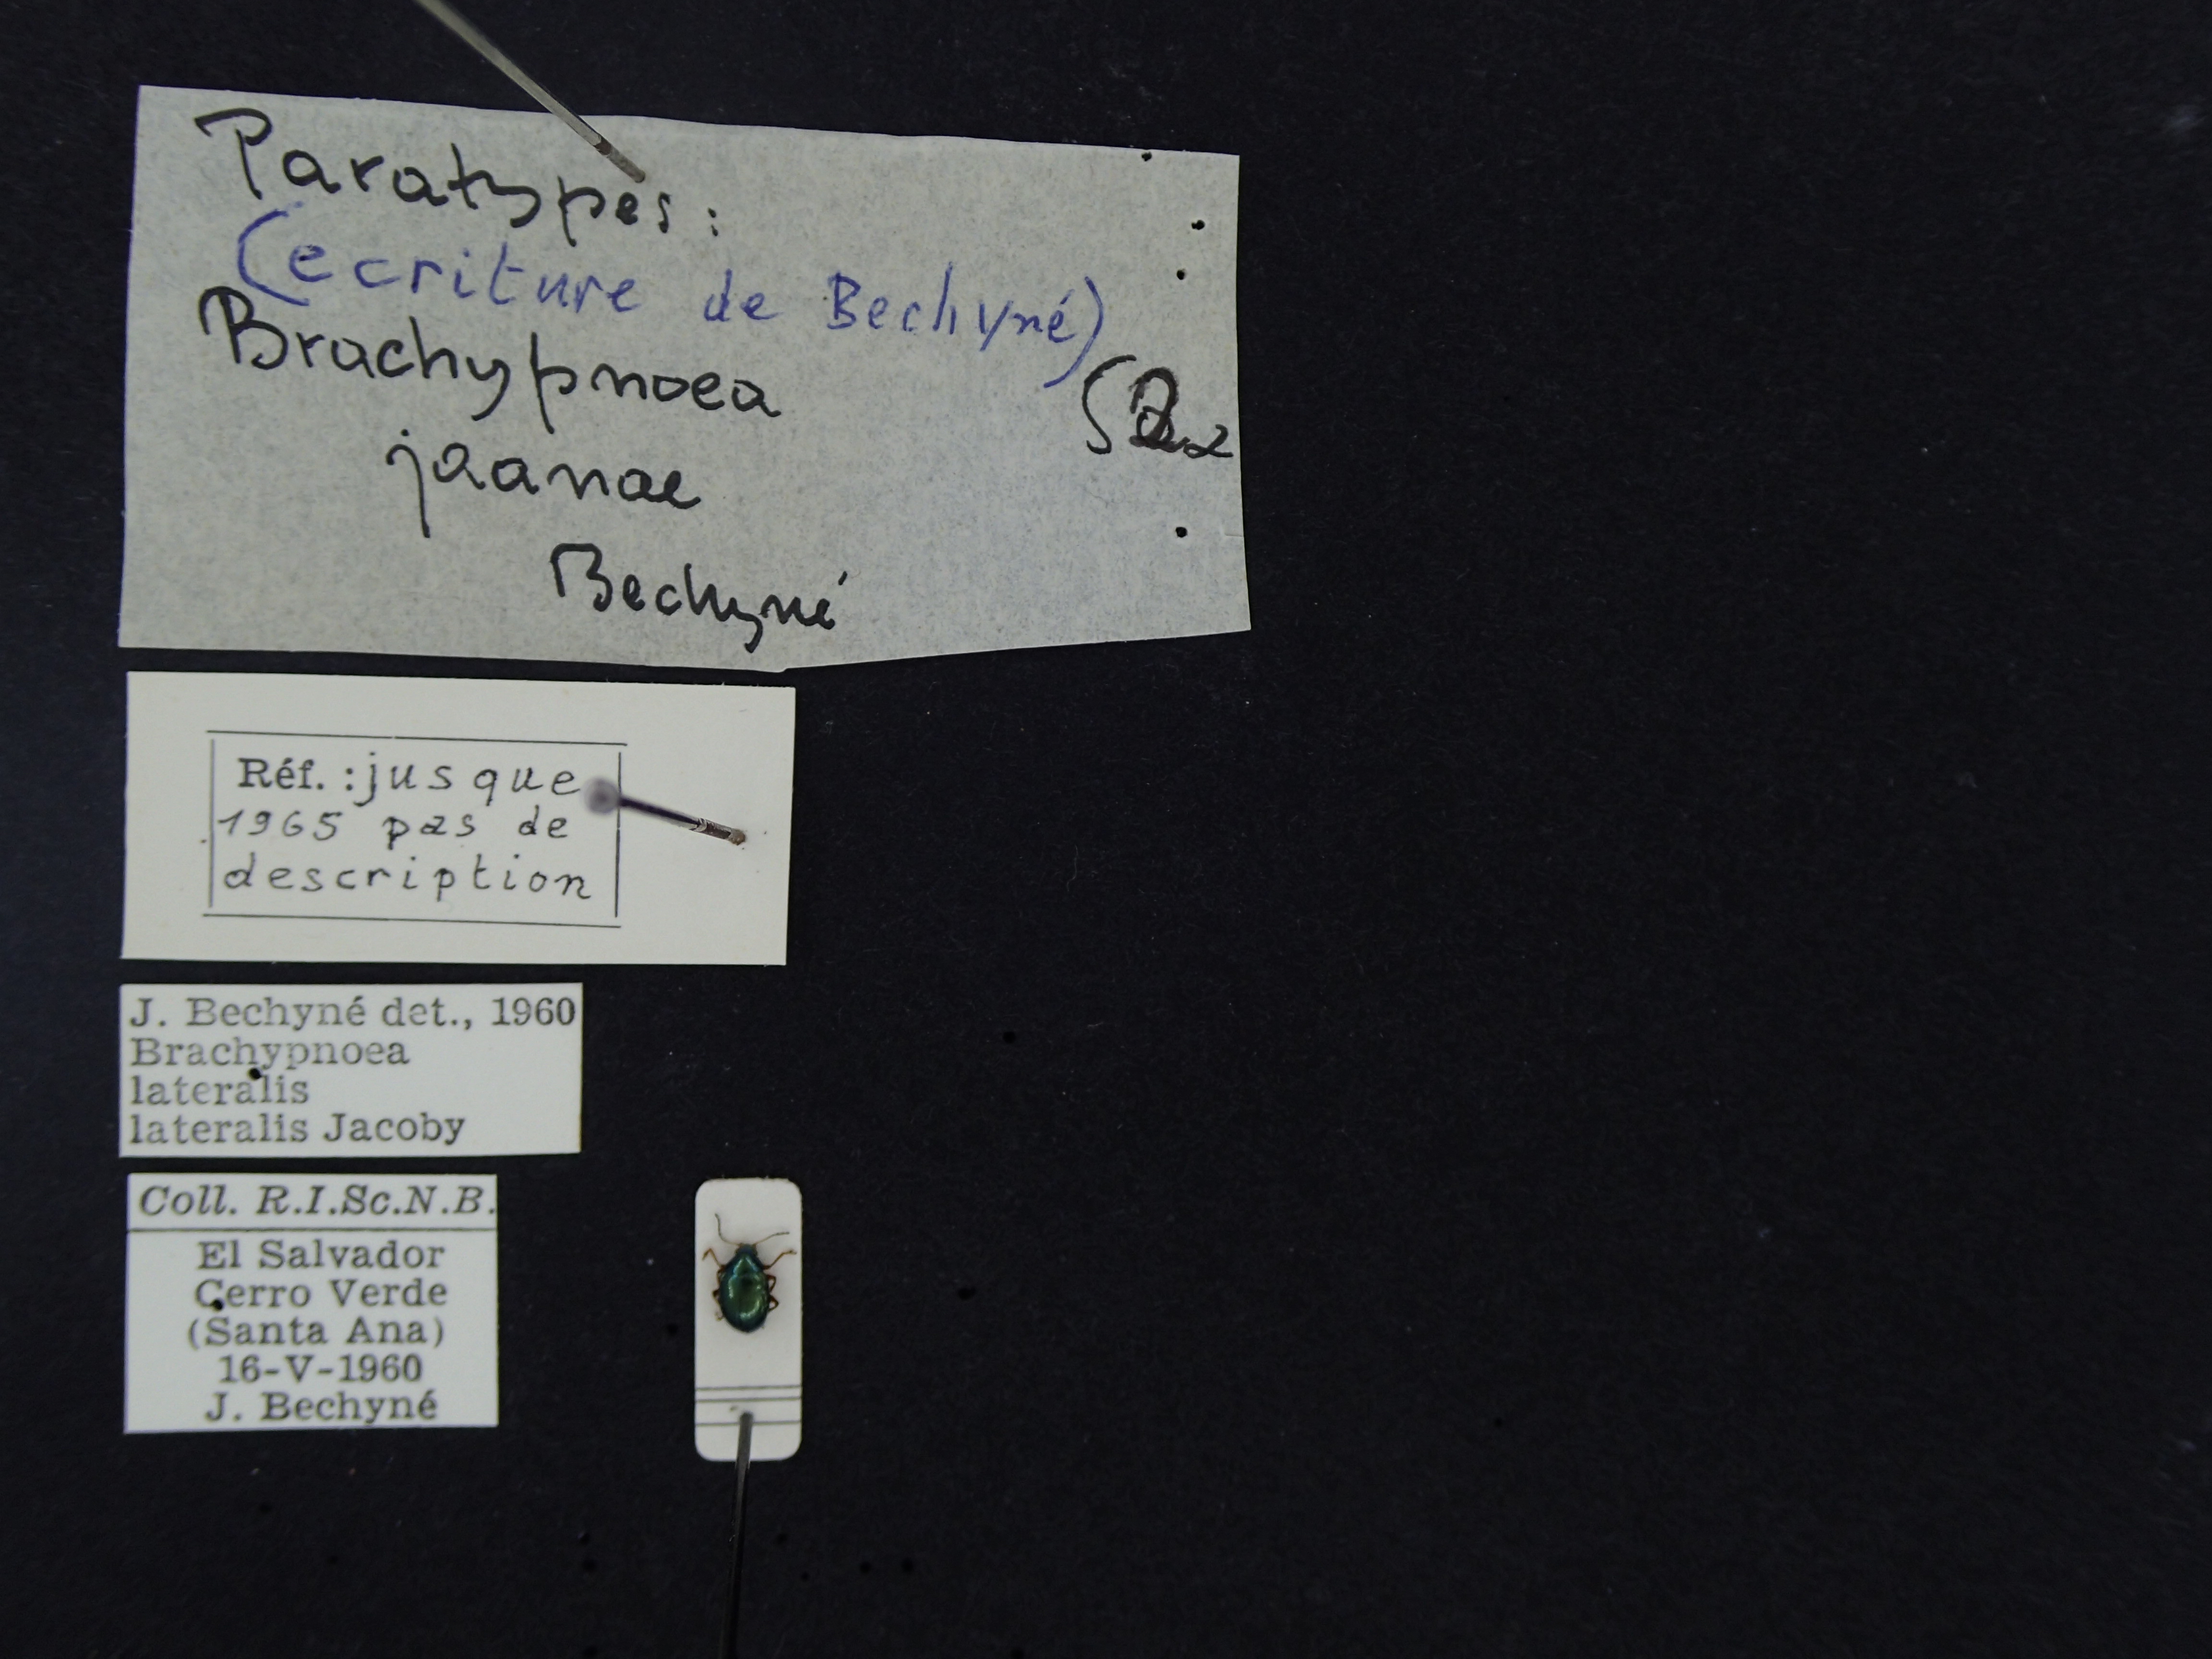 Paratypes:
(ecriture de Bechyné)
Brachypnoea
jaanae
Bechyné
Réf.: jusque
1965 pas de
description
J. Bechyné det., 1960
Brachypnoea
lateralis
lateralis Jacoby
Coll. R.I.Sc.N.B.
El Salvador
Cerro Verde
(Santa Ana)
16-V-1960
J. Bechyné